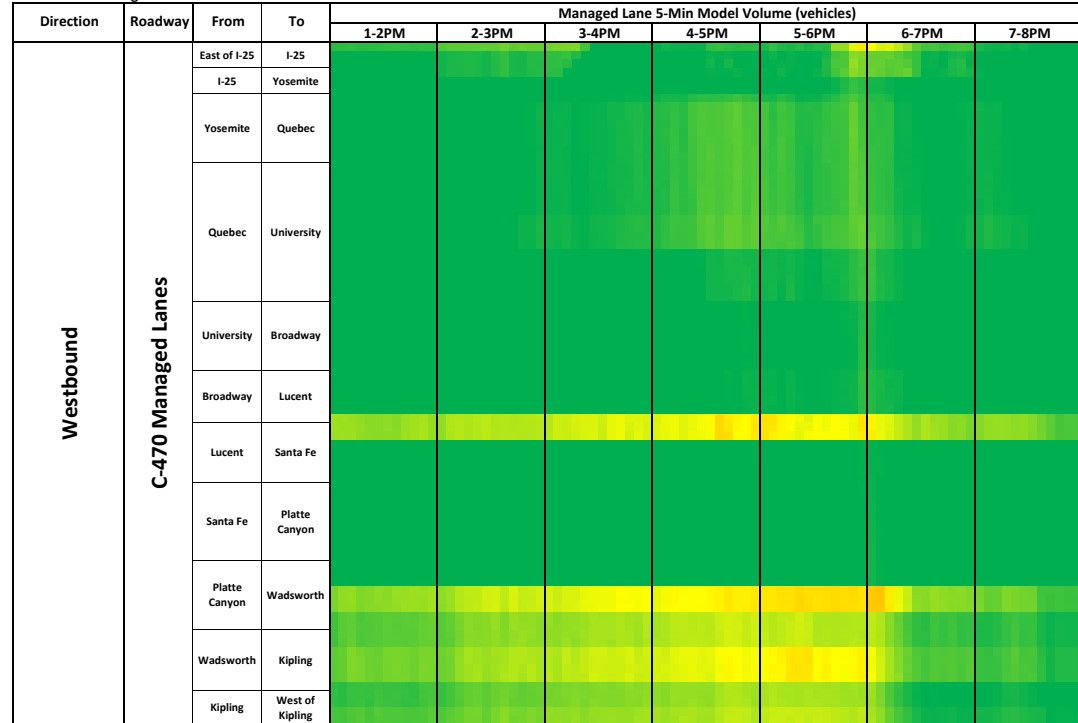 Direction Roadway From To Managed Lane 5-Min Model Volume (vehicles)
1-2PM 2-3PM 3-4PM 4-5PM 5-6PM 6-7PM 7-8PM
Westbound
C-470 Managed Lanes
East of I-25 I-25
I-25 Yosemite
Yosemite Quebec
Quebec University
University Broadway
Broadway Lucent
Lucent Santa Fe
Santa Fe Platte
Canyon
Platte
Canyon Wadsworth
Wadsworth Kipling
Kipling West of
Kipling